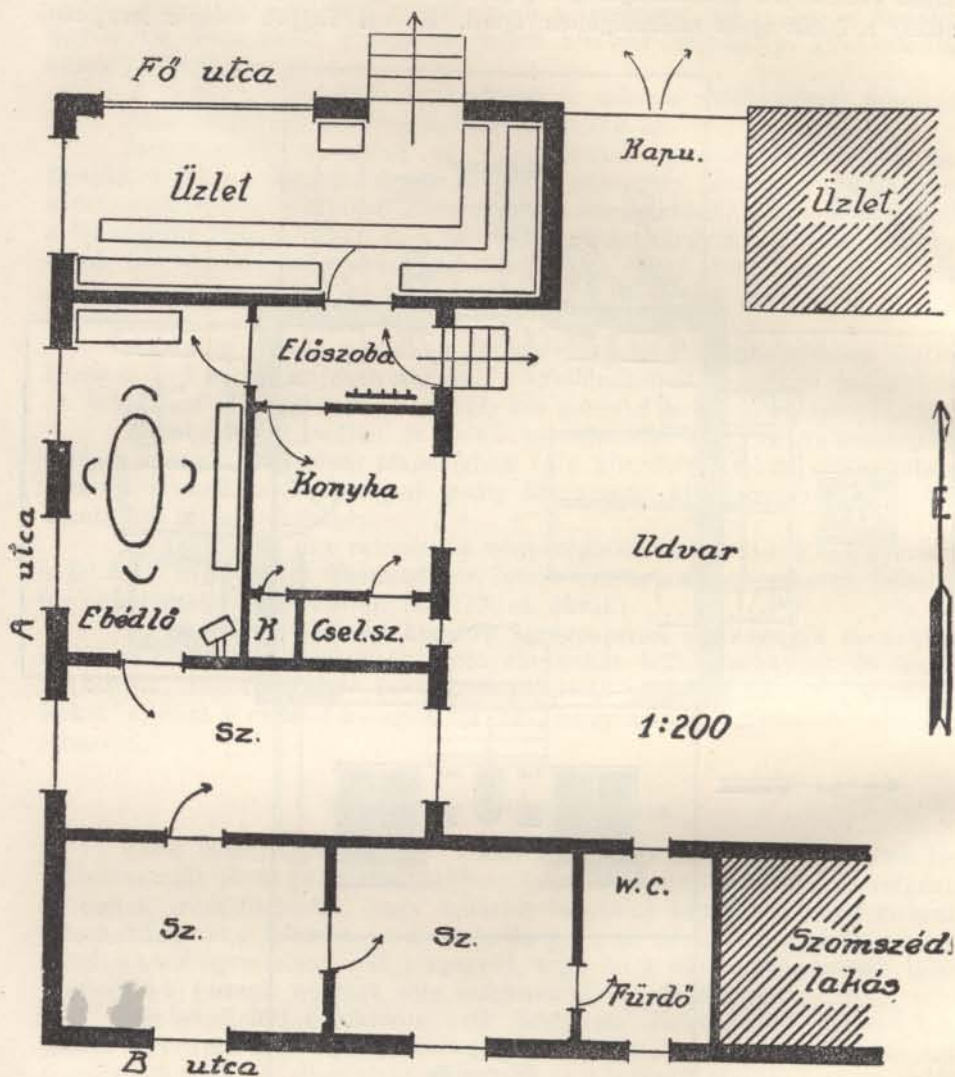 Fő utca
Kapu.
Üzlet
Üzlet.
Előszoba
Konyha
É
Udvar
A utca
Ebédlő
K
Csel.sz.
Sz.
1:200
W.C.
Sz.
Sz.
Fürdő
Szomszéd.
lakás
B utca